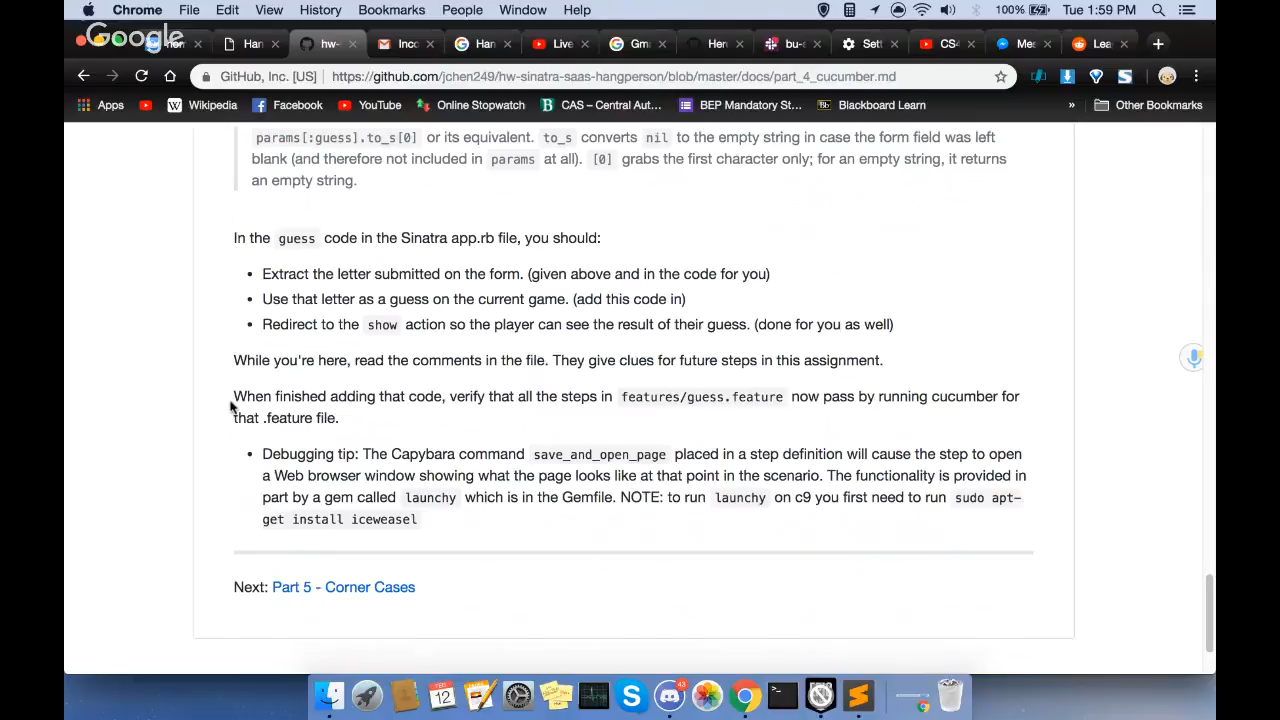 Chrome File Edit View History Bookmarks People Window Help 100% Tue 1:59 PM
Google
Han hw- Inco Han Live Gma Hero bu-s Sett CS4 Mes Lea
GitHub, Inc. [US] https://github.com/jchen249/hw-sinatra-saas-hangperson/blob/master/docs/part_4_cucumber.md
Apps Wikipedia Facebook YouTube Online Stopwatch CAS – Central Aut... BEP Mandatory St... Blackboard Learn » Other Bookmarks
params[:guess].to_s[0] or its equivalent. to_s converts nil to the empty string in case the form field was left
blank (and therefore not included in params at all). [0] grabs the first character only; for an empty string, it returns
an empty string.
In the guess code in the Sinatra app.rb file, you should:
• Extract the letter submitted on the form. (given above and in the code for you)
• Use that letter as a guess on the current game. (add this code in)
• Redirect to the show action so the player can see the result of their guess. (done for you as well)
While you're here, read the comments in the file. They give clues for future steps in this assignment.
When finished adding that code, verify that all the steps in features/guess.feature now pass by running cucumber for
that .feature file.
• Debugging tip: The Capybara command save_and_open_page placed in a step definition will cause the step to open
a Web browser window showing what the page looks like at that point in the scenario. The functionality is provided in
part by a gem called launchy which is in the Gemfile. NOTE: to run launchy on c9 you first need to run sudo apt-
get install iceweasel
Next: Part 5 - Corner Cases